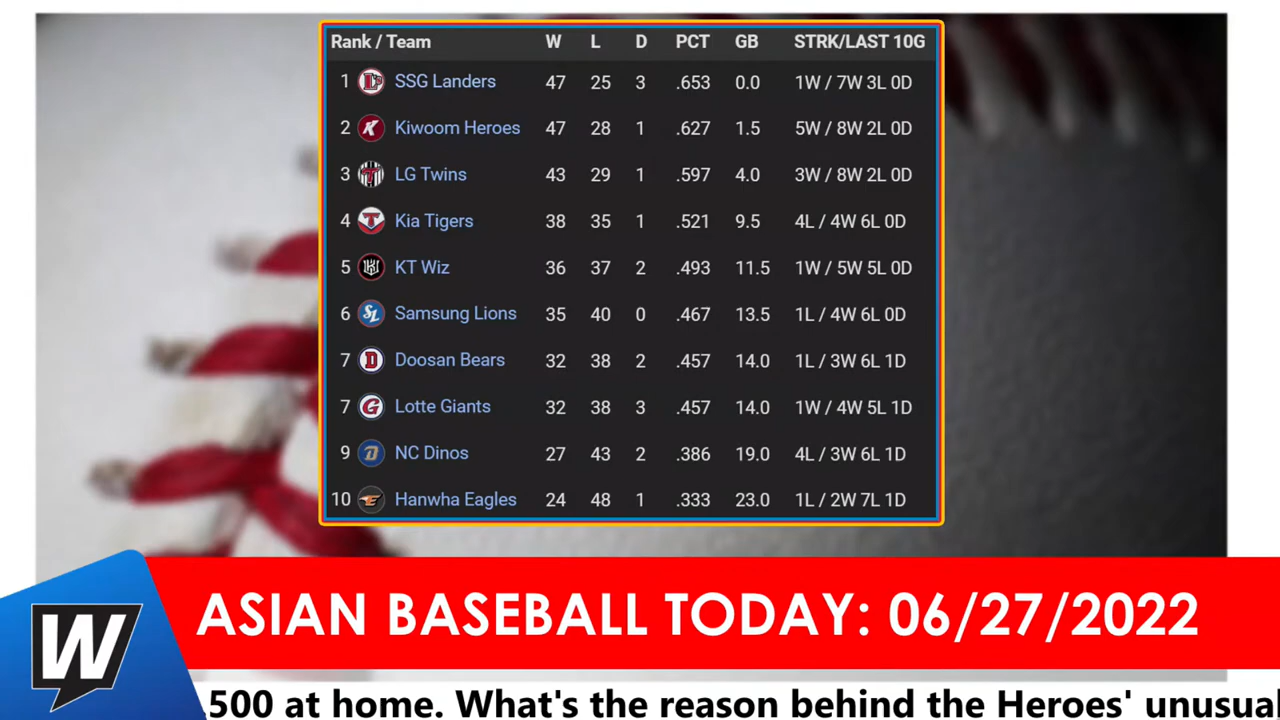 Rank / Team W L D PCT GB STRK/LAST 10G
1 SSG Landers 47 25 3 .653 0.0 1W / 7W 3L 0D
2 Kiwoom Heroes 47 28 1 .627 1.5 5W / 8W 2L 0D
3 LG Twins 43 29 1 .597 4.0 3W / 8W 2L 0D
4 Kia Tigers 38 35 1 .521 9.5 4L / 4W 6L 0D
5 KT Wiz 36 37 2 .493 11.5 1W / 5W 5L 0D
6 Samsung Lions 35 40 0 .467 13.5 1L / 4W 6L 0D
7 Doosan Bears 32 38 2 .457 14.0 1L / 3W 6L 1D
7 Lotte Giants 32 38 3 .457 14.0 1W / 4W 5L 1D
9 NC Dinos 27 43 2 .386 19.0 4L / 3W 6L 1D
10 Hanwha Eagles 24 48 1 .333 23.0 1L / 2W 7L 1D
ASIAN BASEBALL TODAY: 06/27/2022
W
.500 at home. What's the reason behind the Heroes' unusual